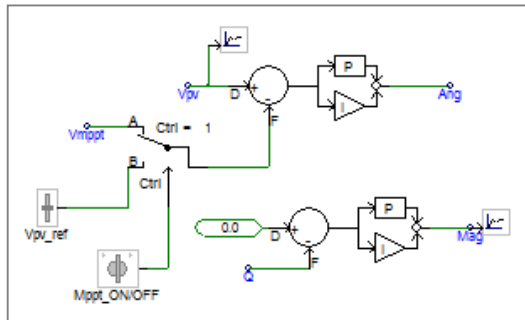 Vpv
D
+
-
F
P
I
Ang
Vmppt
A
Ctrl = 1
B
Ctrl
Vpv_ref
Mppt_ON/OFF
0.0
D
+
-
F
P
I
Mag
Q